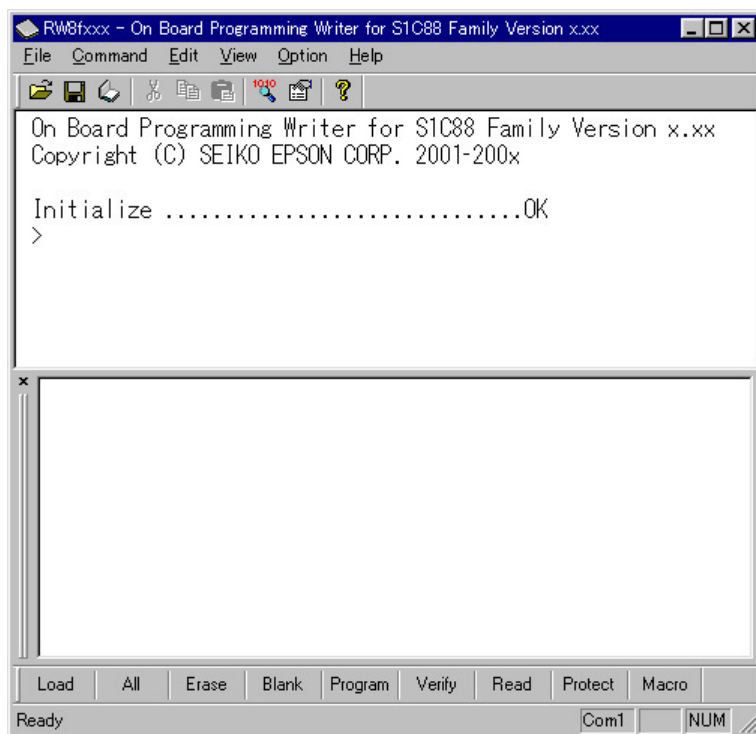 RW8fxxx - On Board Programming Writer for S1C88 Family Version x.xx
File Command Edit View Option Help
1010
On Board Programming Writer for S1C88 Family Version x.xx
Copyright (C) SEIKO EPSON CORP. 2001-200x
Initialize ..............................OK
>
Load All Erase Blank Program Verify Read Protect Macro
Ready Com1 NUM